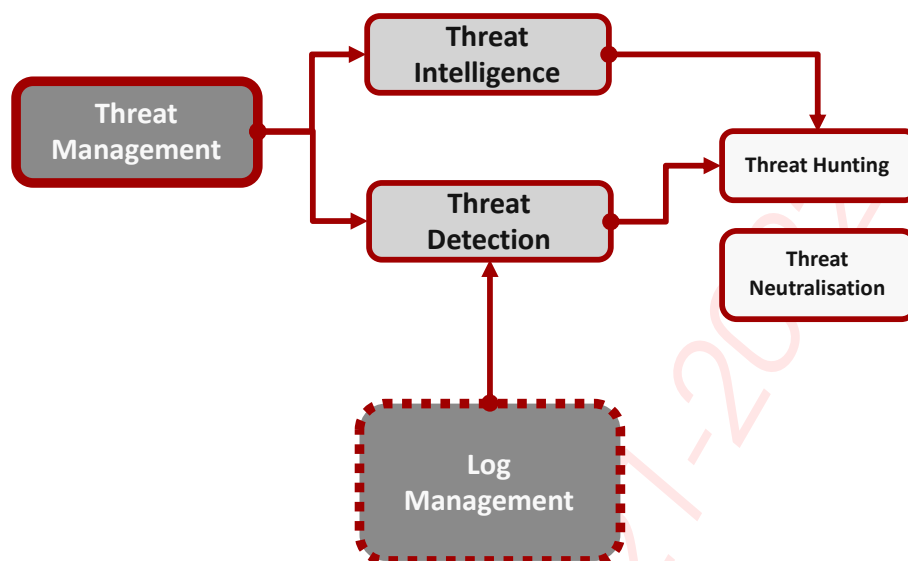 Threat
Intelligence
Threat
Management
Threat Hunting
Threat
Detection
Threat
Neutralisation
Log
Management